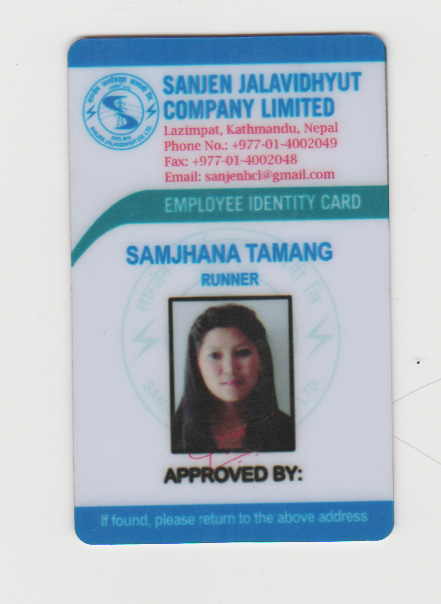 SANJEN JALAVIDHYUT
COMPANY LIMITED
Lazimpat, Kathmandu, Nepal
Phone No.: +977-01-4002049
Fax: +977-01-4002048
Email: sanjenbcl@gmail.com
EMPLOYEE IDENTITY CARD
SAMJHANA TAMANG
RUNNER
APPROVED BY:
If found, please return to the above address